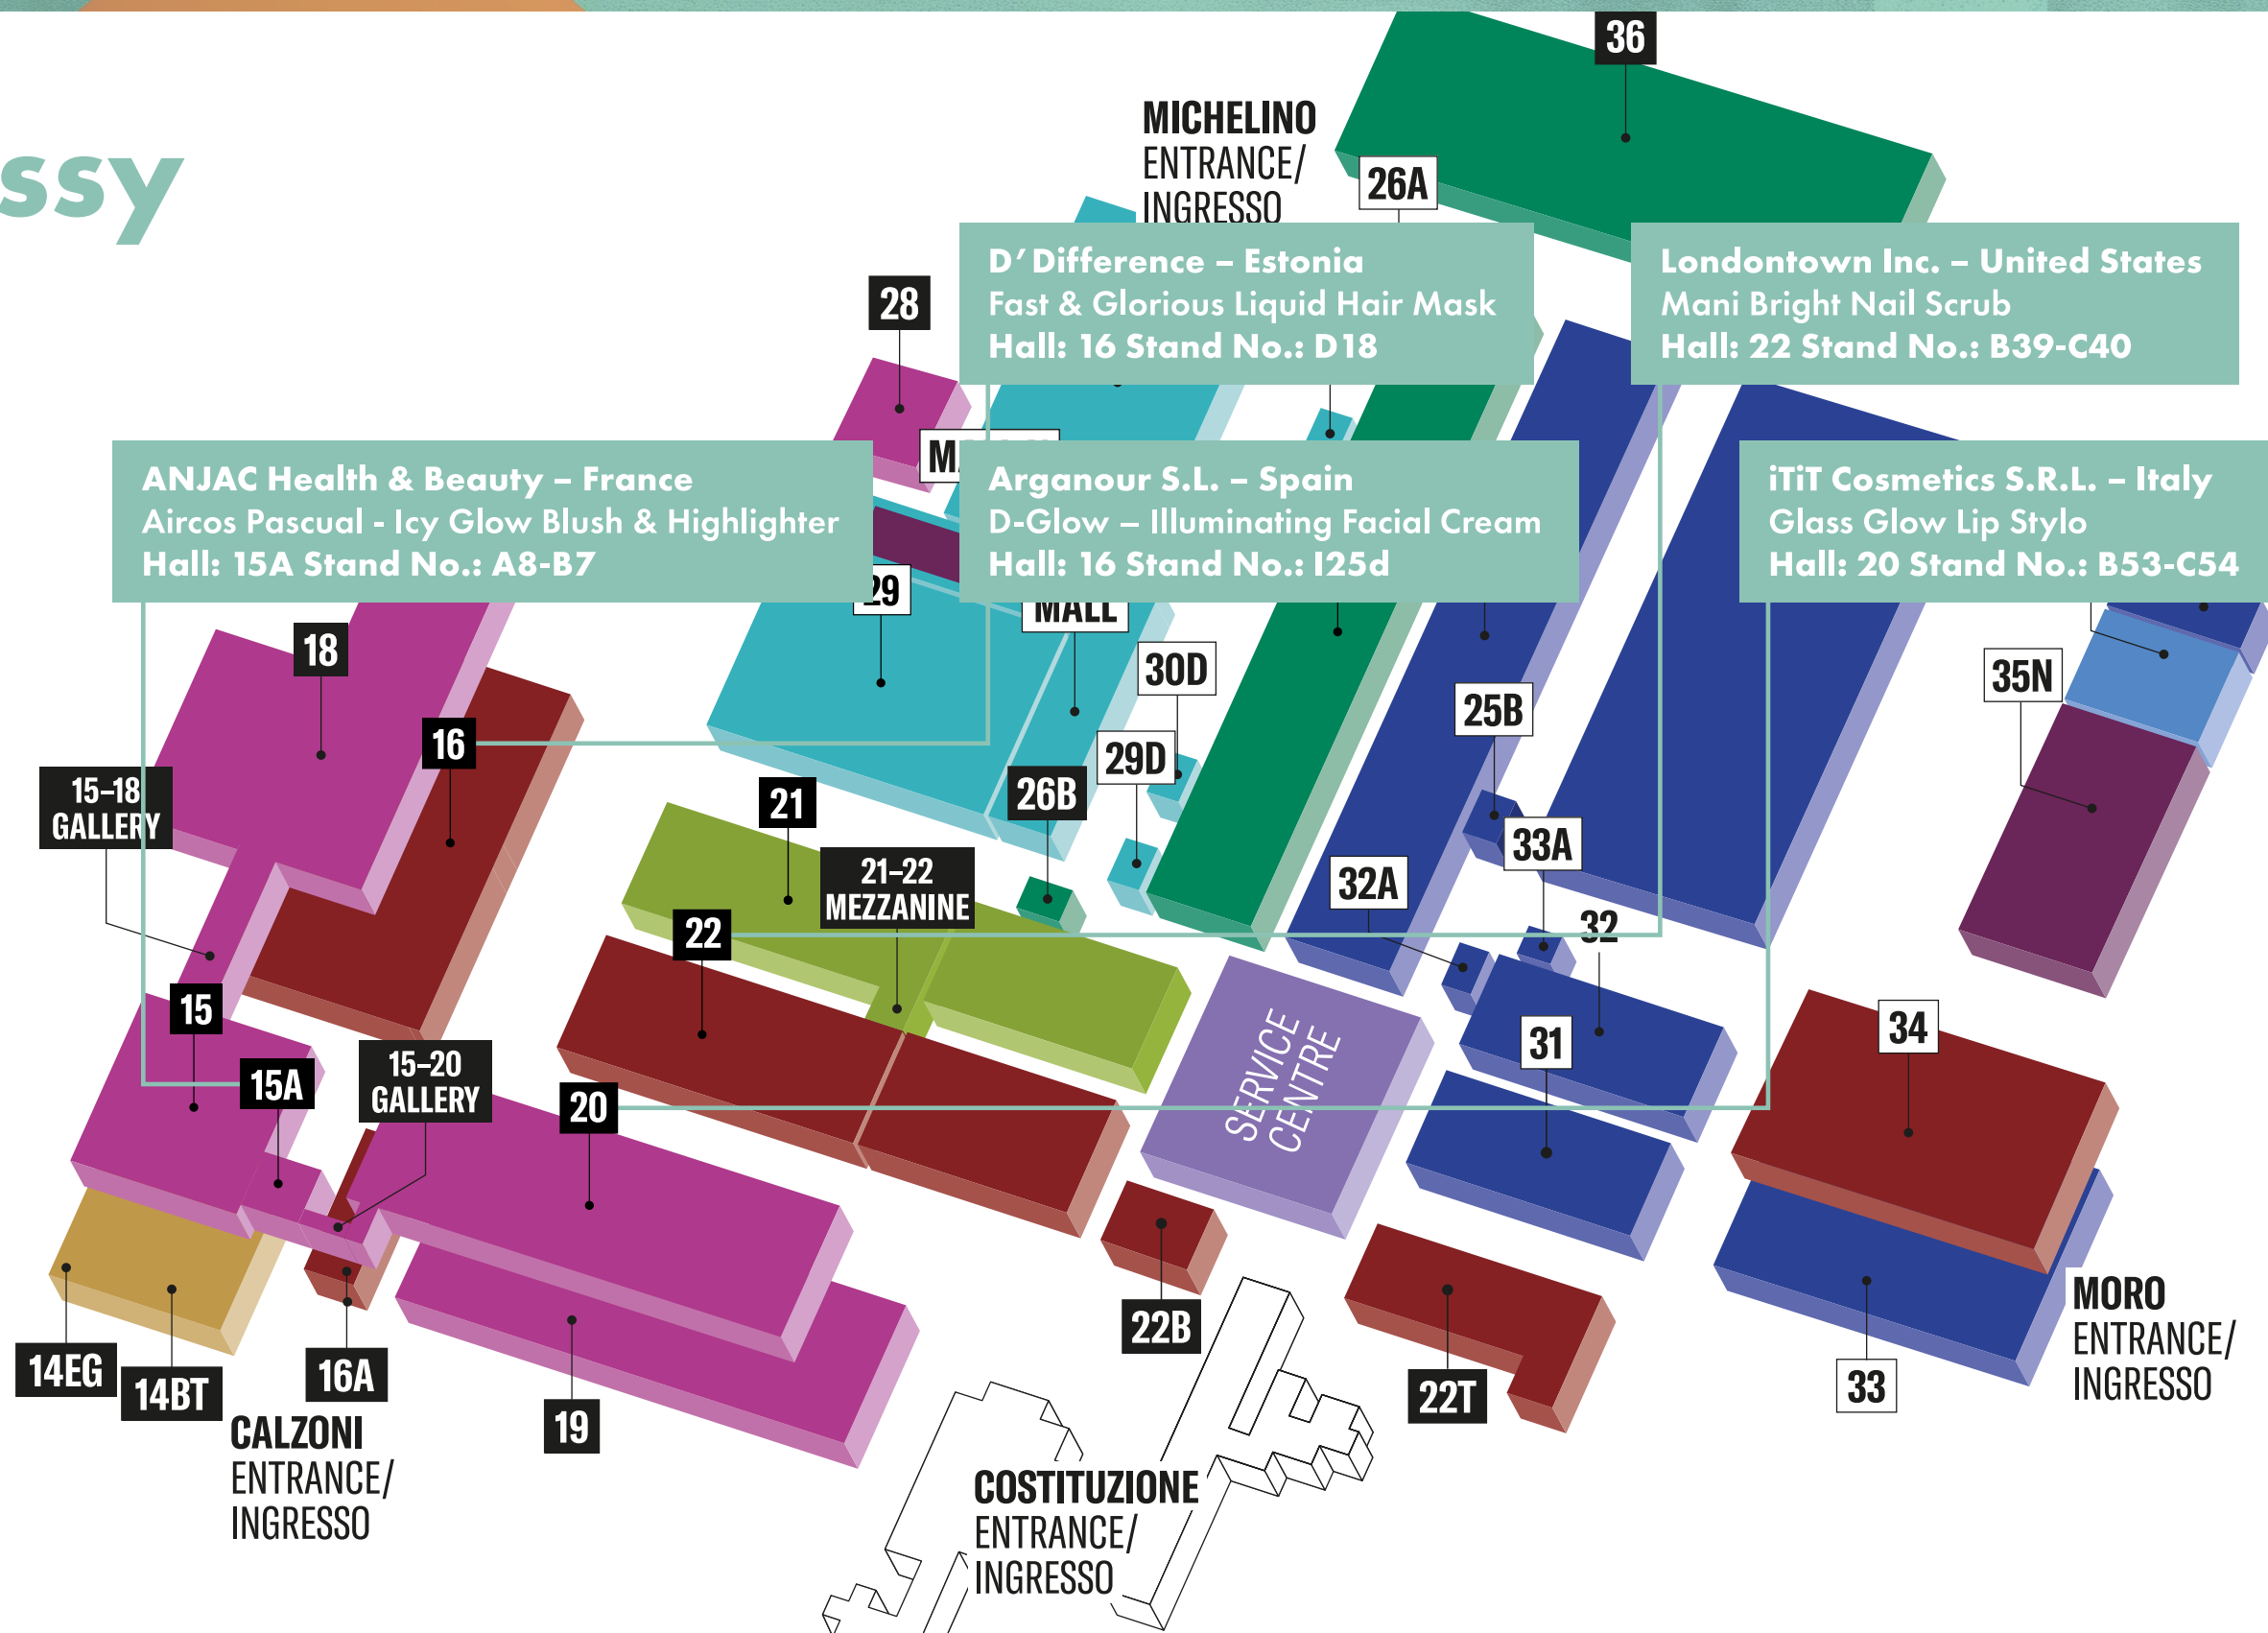 ssy
36
MICHELINO
ENTRANCE/
INGRESSO
26A
28
D’Difference – Estonia
Fast & Glorious Liquid Hair Mask
Hall: 16 Stand No.: D18
Londontown Inc. – United States
Mani Bright Nail Scrub
Hall: 22 Stand No.: B39-C40
ANJAC Health & Beauty – France
Aircos Pascual - Icy Glow Blush & Highlighter
Hall: 15A Stand No.: A8-B7
Arganour S.L. – Spain
D-Glow – Illuminating Facial Cream
Hall: 16 Stand No.: I25d
iTiT Cosmetics S.R.L. – Italy
Glass Glow Lip Stylo
Hall: 20 Stand No.: B53-C54
29
MALL
18
30D
35N
16
25B
29D
15–18
GALLERY
21
26B
33A
21–22
MEZZANINE
32A
22
32
15
SERVICE
CENTRE
34
31
15A
15–20
GALLERY
20
14EG
14BT
16A
19
22B
22T
33
MORO
ENTRANCE/
INGRESSO
CALZONI
ENTRANCE/
INGRESSO
COSTITUZIONE
ENTRANCE/
INGRESSO